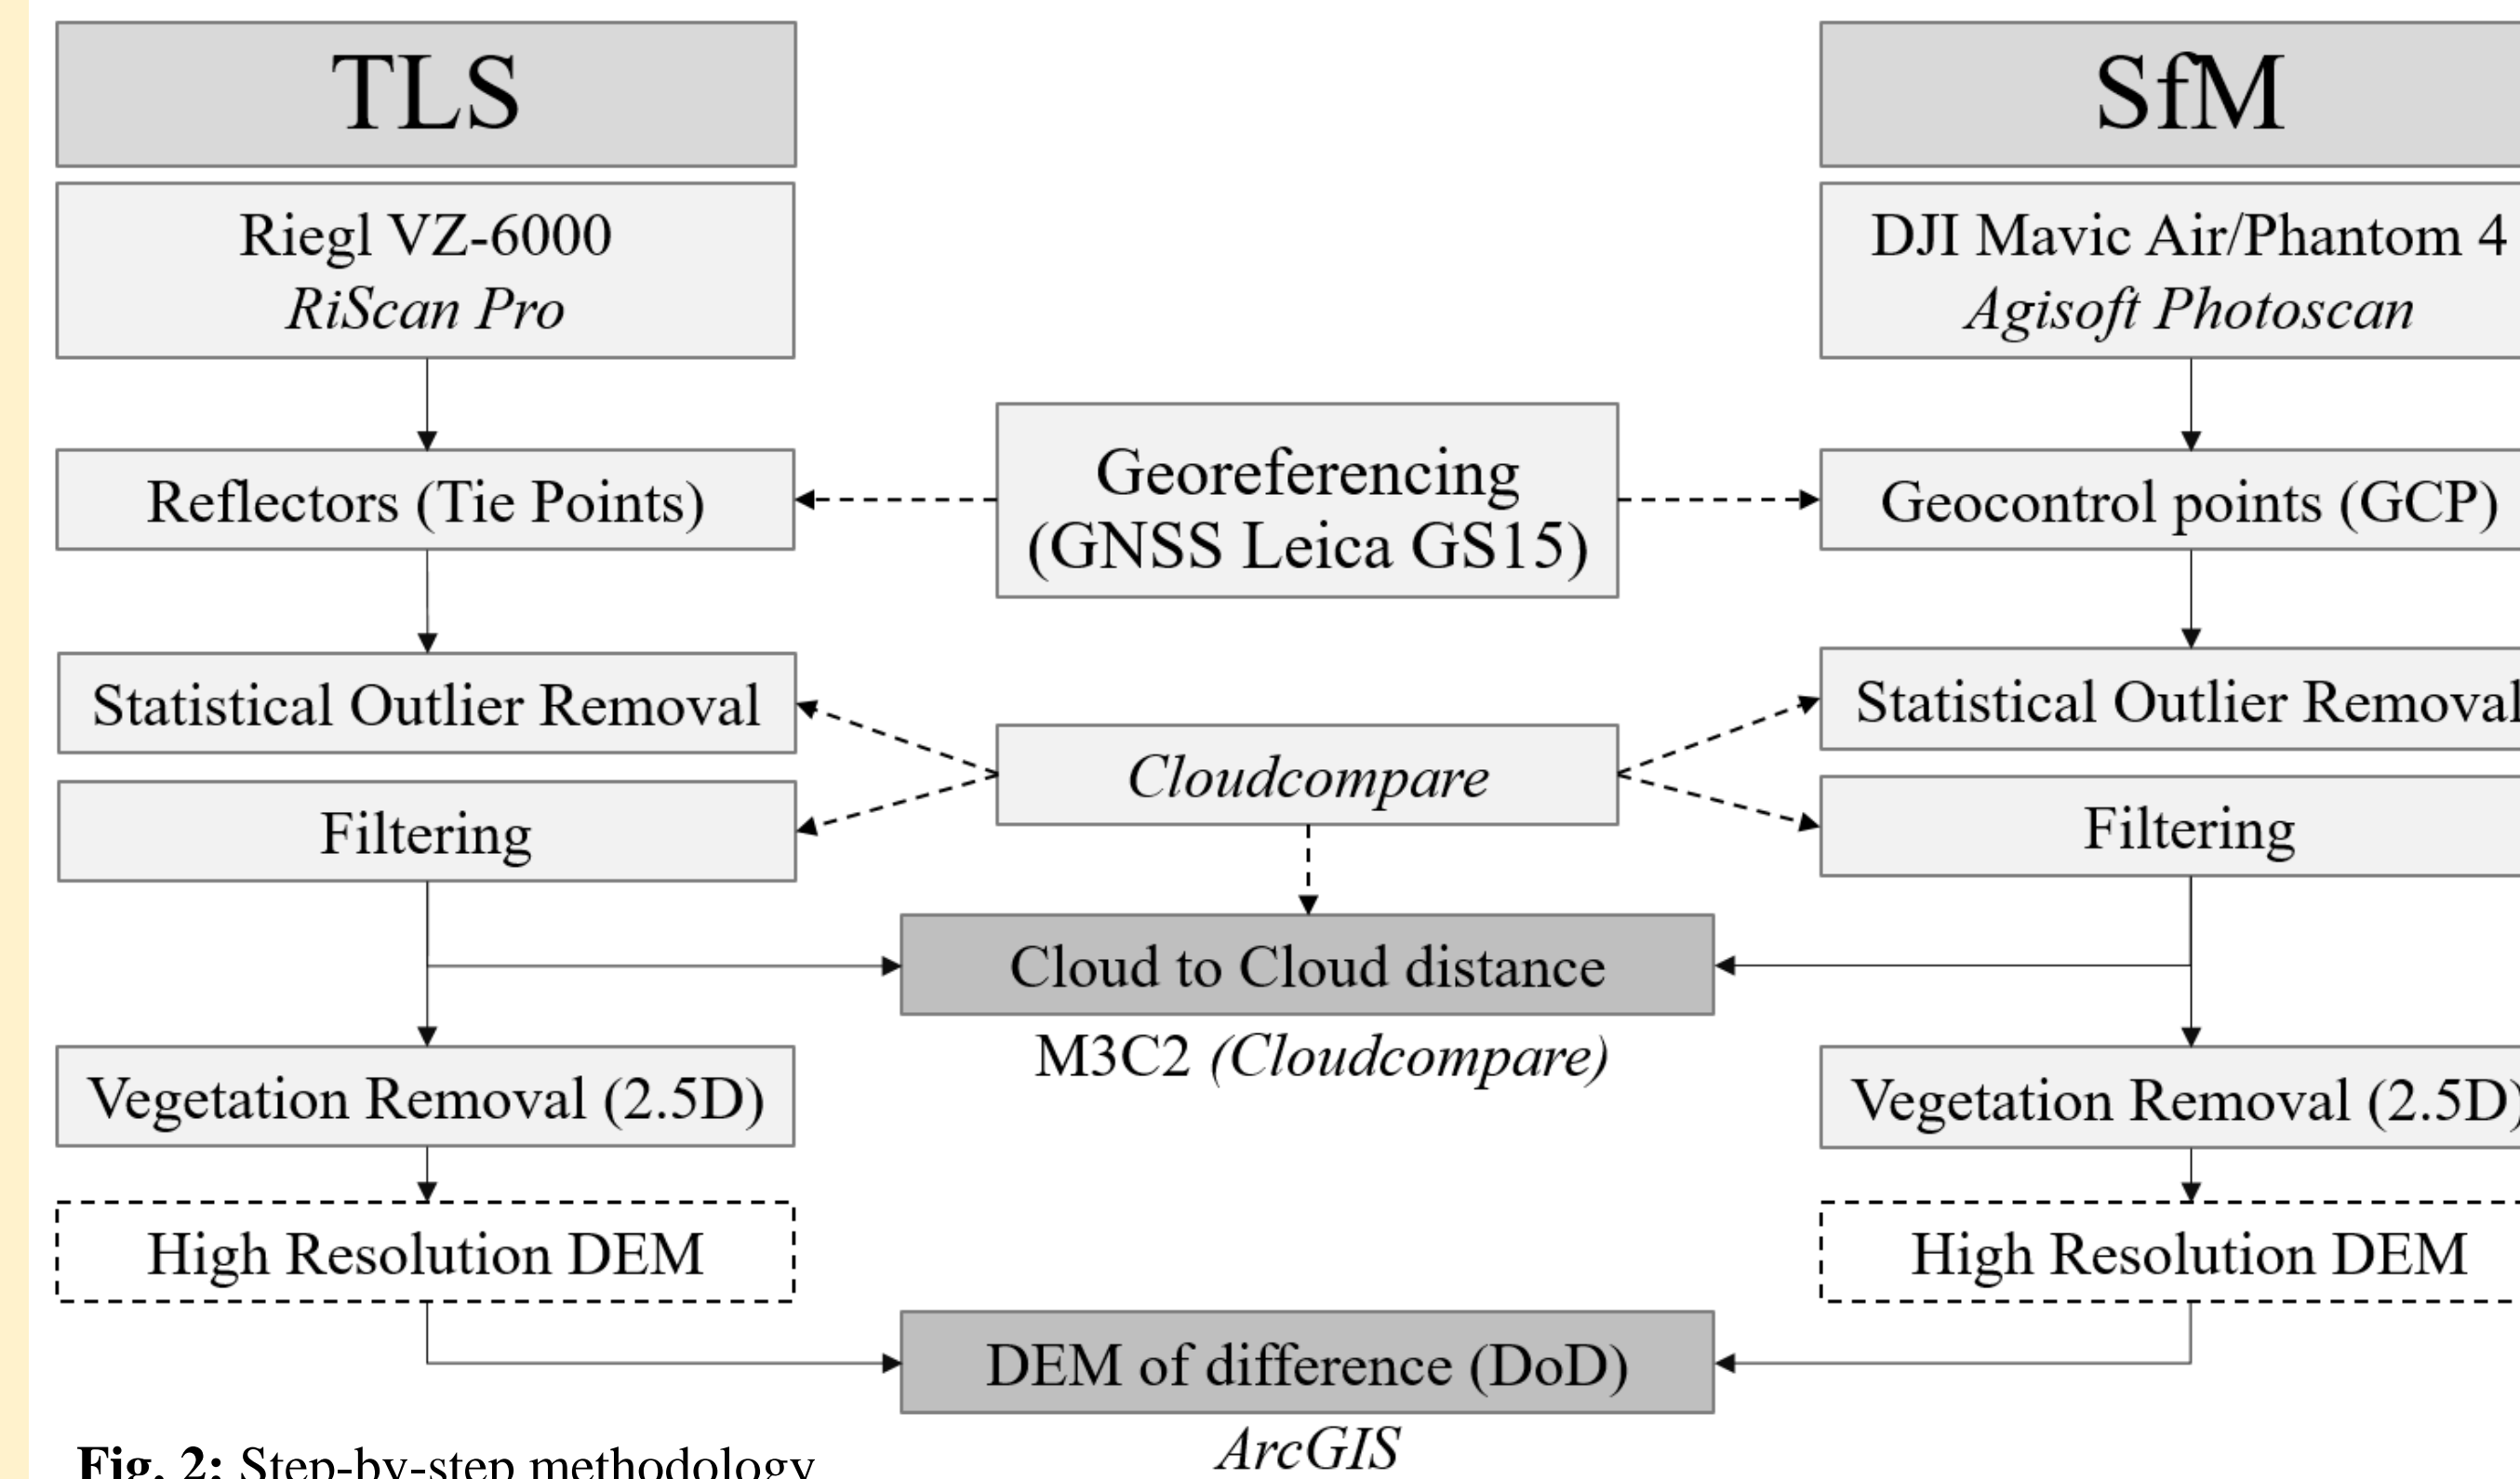 TLS
SfM
Riegl VZ-6000
RiScan Pro
DJI Mavic Air/Phantom 4
Agisoft Photoscan
Reflectors (Tie Points)
Georeferencing
(GNSS Leica GS15)
Geocontrol points (GCP)
Statistical Outlier Removal
Statistical Outlier Removal
Cloudcompare
Filtering
Filtering
Cloud to Cloud distance
M3C2 (Cloudcompare)
Vegetation Removal (2.5D)
Vegetation Removal (2.5D)
High Resolution DEM
High Resolution DEM
DEM of difference (DoD)
ArcGIS
Fig. 2: Step-by-step methodology